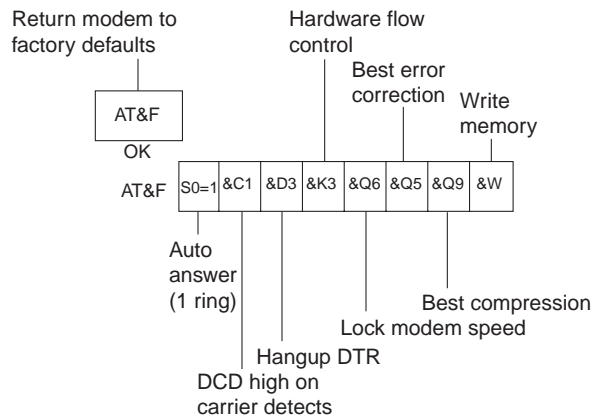 Return modem to
factory defaults
Hardware flow
control
Best error
correction
Write
memory
AT&F
OK
AT&F S0=1 &C1 &D3 &K3 &Q6 &Q5 &Q9 &W
Auto
answer
(1 ring)
Best compression
Lock modem speed
Hangup DTR
DCD high on
carrier detects